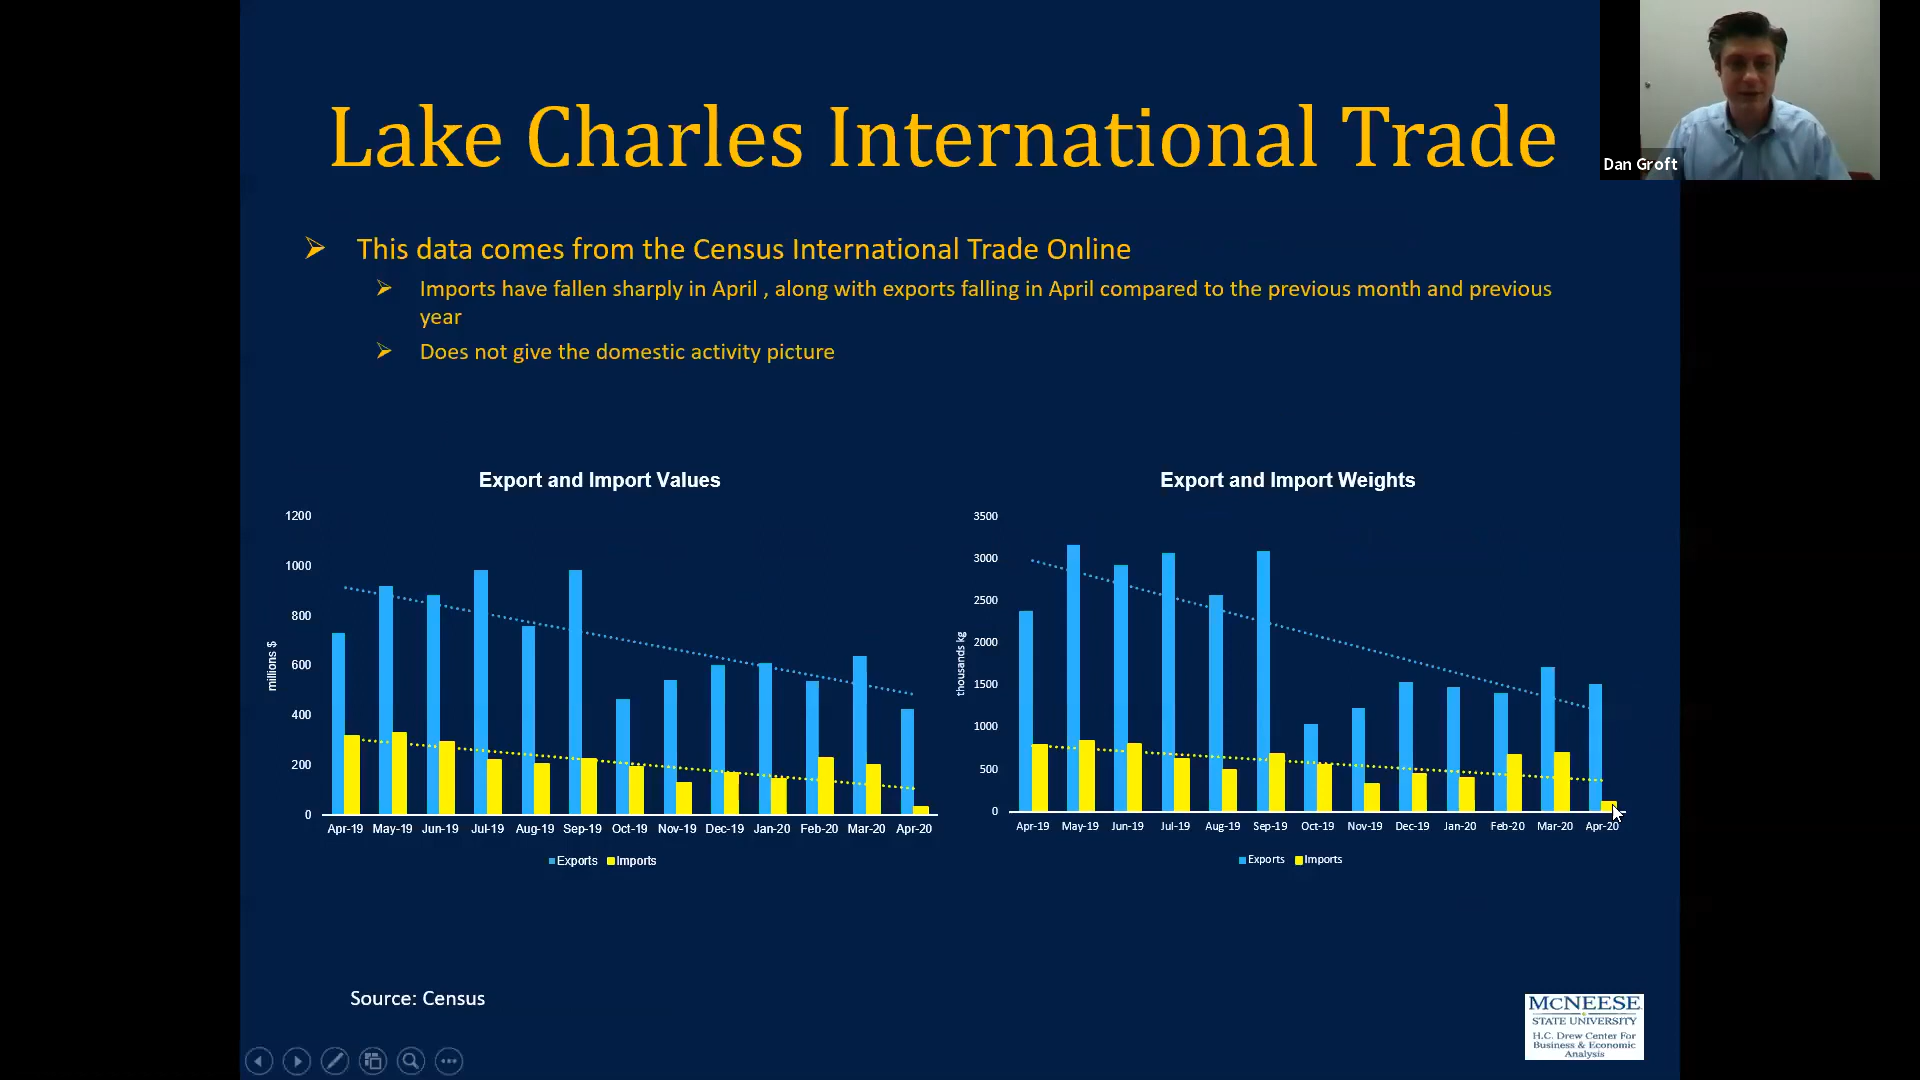 Lake Charles International Trade
Dan Groft
This data comes from the Census International Trade Online
Imports have fallen sharply in April , along with exports falling in April compared to the previous month and previous
year
Does not give the domestic activity picture
Export and Import Values
1200
1000
800
600
400
200
0
millions $
Apr-19 May-19 Jun-19 Jul-19 Aug-19 Sep-19 Oct-19 Nov-19 Dec-19 Jan-20 Feb-20 Mar-20 Apr-20
Exports Imports
Export and Import Weights
3500
3000
2500
2000
1500
1000
500
0
thousands kg
Apr-19 May-19 Jun-19 Jul-19 Aug-19 Sep-19 Oct-19 Nov-19 Dec-19 Jan-20 Feb-20 Mar-20 Apr-20
Exports Imports
Source: Census
MCNEESE
STATE UNIVERSITY
H.C. Drew Center For
Business & Economic
Analysis